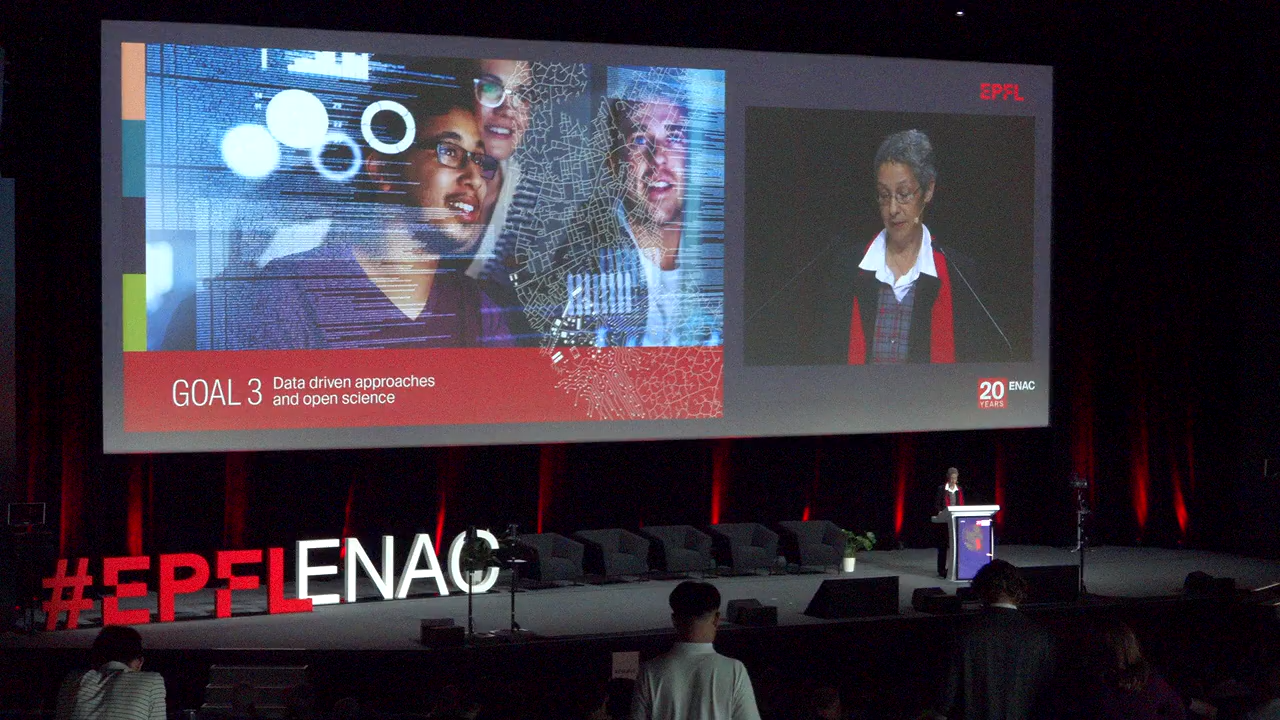 EPFL
GOAL 3
Data driven approaches
and open science
20
YEARS
ENAC
#EPFLENAC